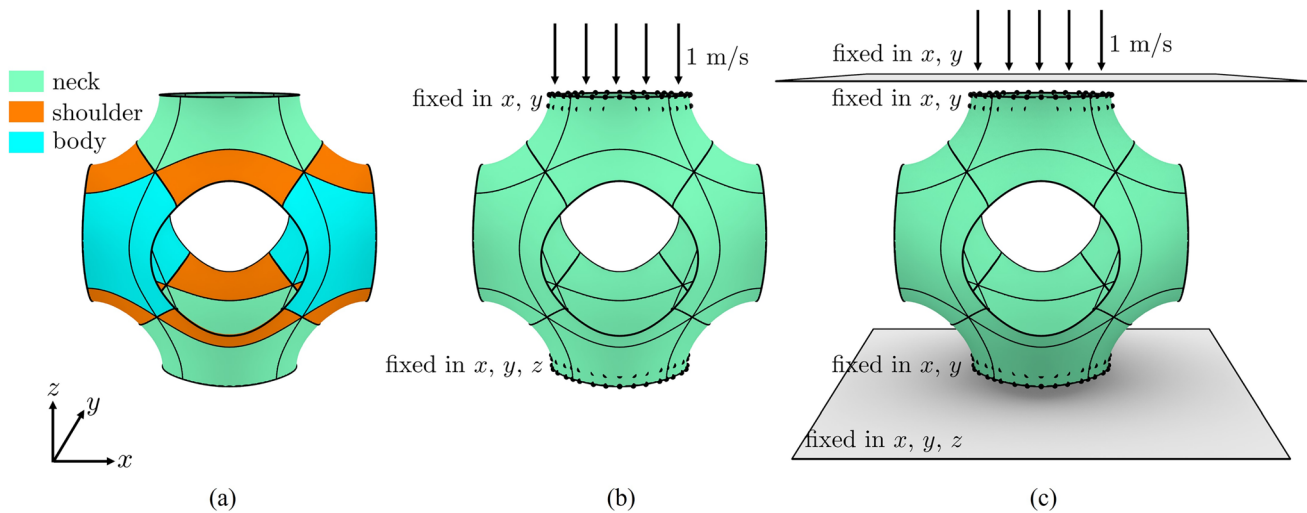 neck
shoulder
body
z
y
x
(a)
1 m/s
fixed in x, y
fixed in x, y, z
(b)
fixed in x, y
1 m/s
fixed in x, y
fixed in x, y
fixed in x, y, z
(c)